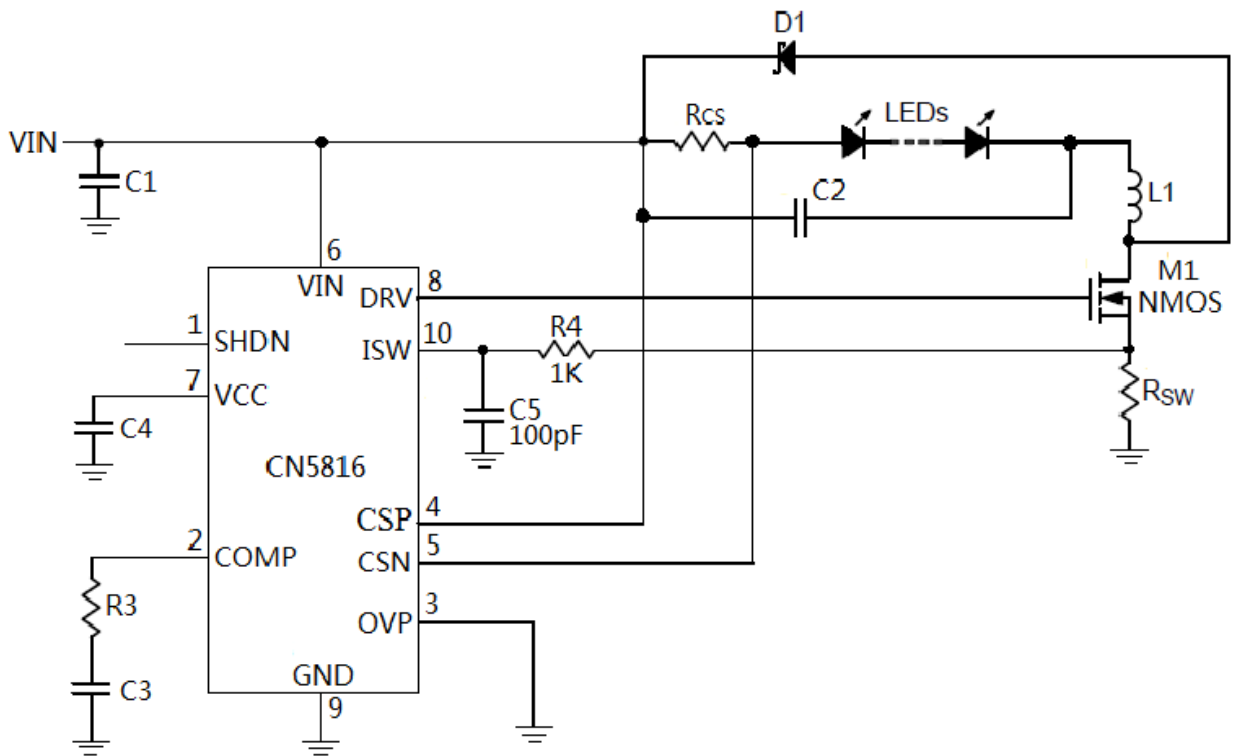 D1
Rcs
LEDs
VIN
C1
C2
L1
6
VIN
DRV
8
M1
NMOS
1
SHDN
ISW
10
R4
1K
7
VCC
C4
C5
100pF
RSW
CN5816
CSP
4
2
COMP
CSN
5
R3
OVP
3
C3
GND
9